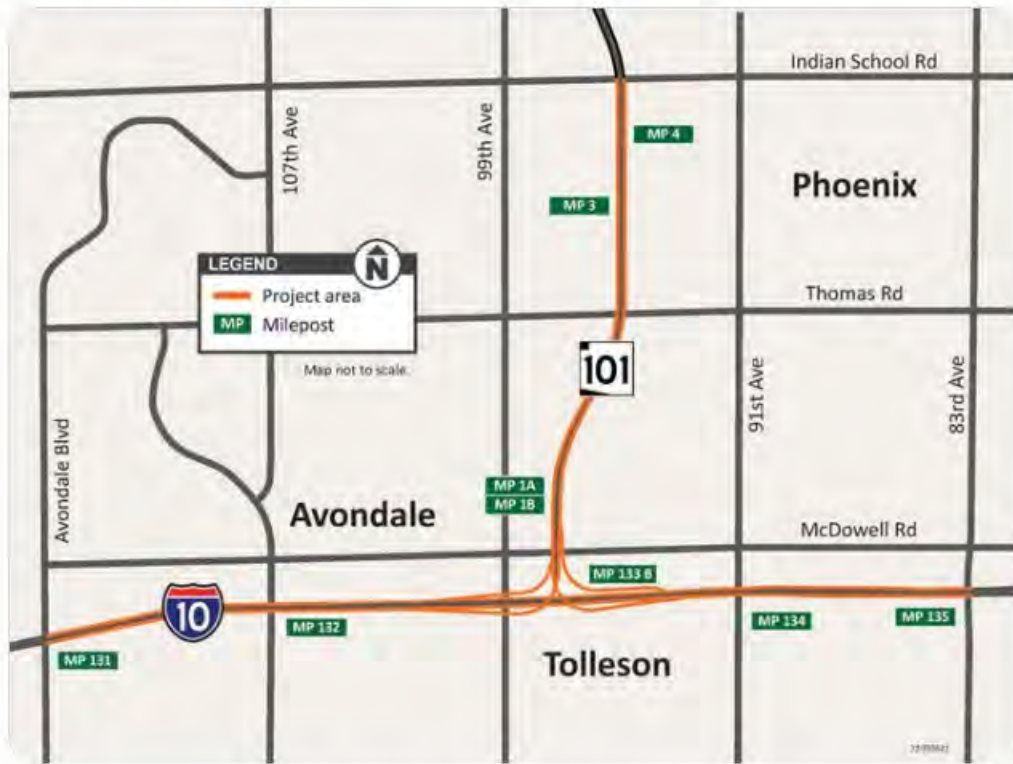 Indian School Rd
MP 4
107th Ave
99th Ave
Phoenix
MP 3
LEGEND
N
Project area
MP Milepost
Thomas Rd
Map not to scale.
101
91st Ave
83rd Ave
Avondale Blvd
MP 1A
MP 1B
Avondale
McDowell Rd
MP 133 B
10
MP 132
MP 134
MP 135
MP 131
Tolleson